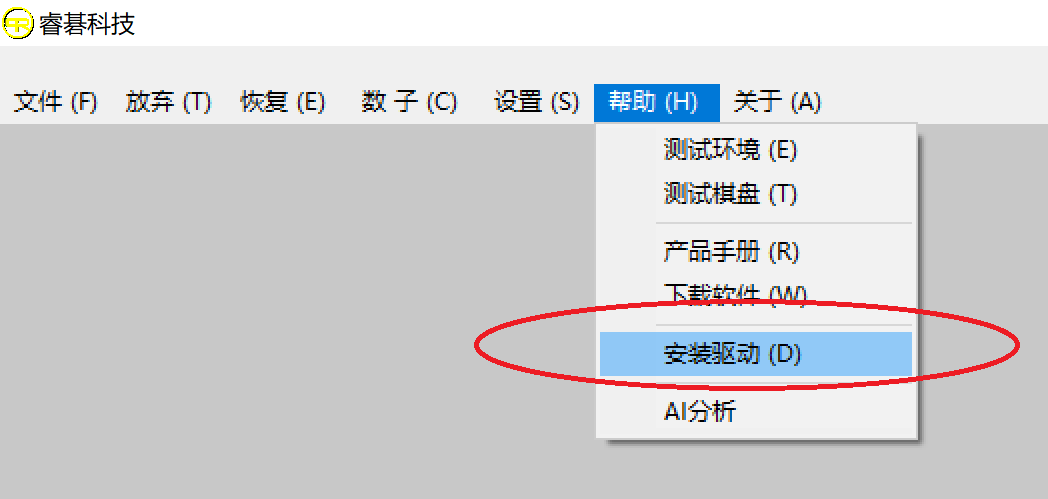 睿碁科技
文件 (F) 放弃 (T) 恢复 (E) 数 子 (C) 设置 (S) 帮助 (H) 关于 (A)
测试环境 (E)
测试棋盘 (T)
产品手册 (R)
下载软件 (W)
安装驱动 (D)
AI分析